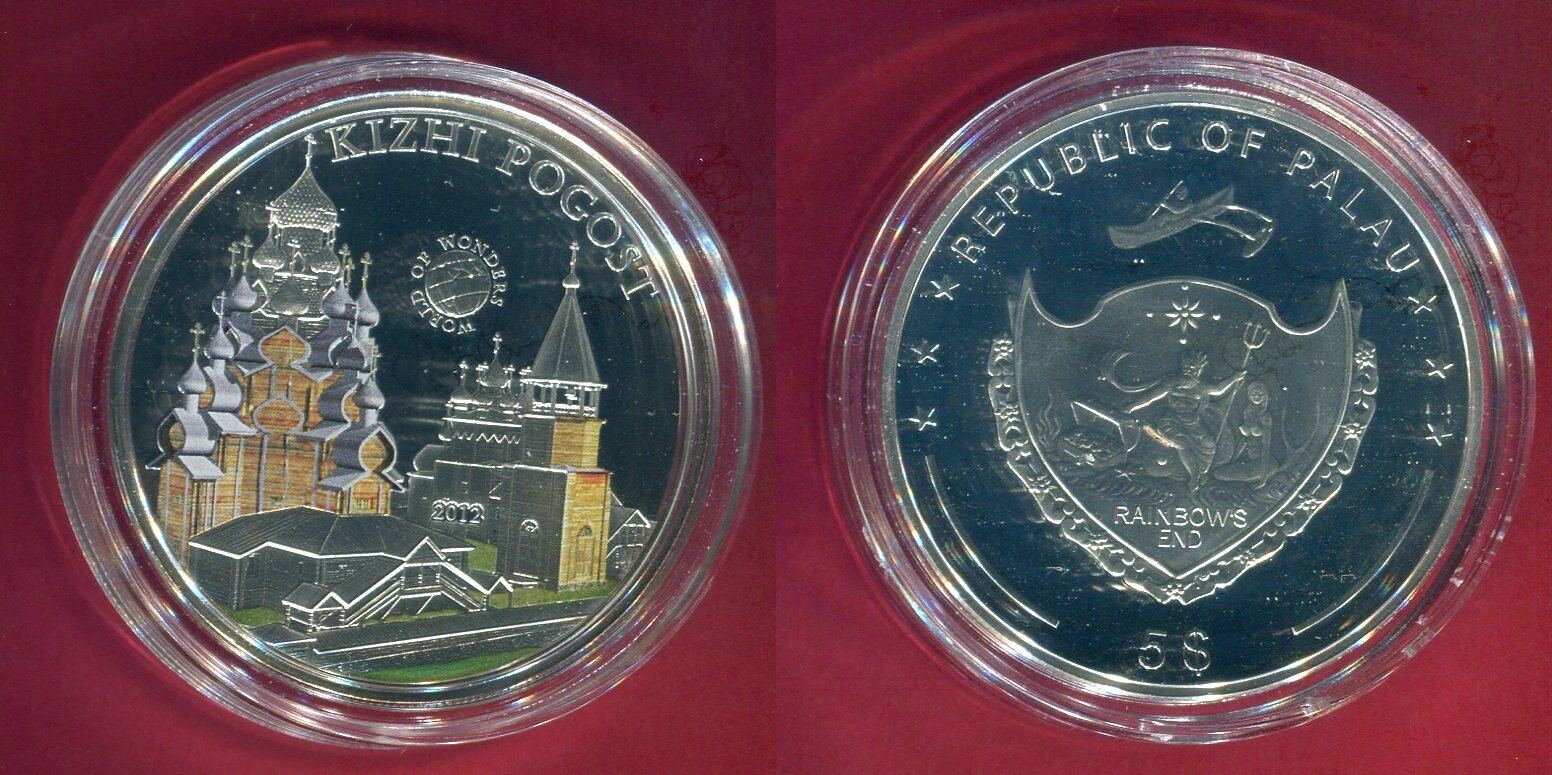 KIZHI POGOST
WORLD OF WONDERS
2012
REPUBLIC OF PALAU
RAINBOW'S
END
5$